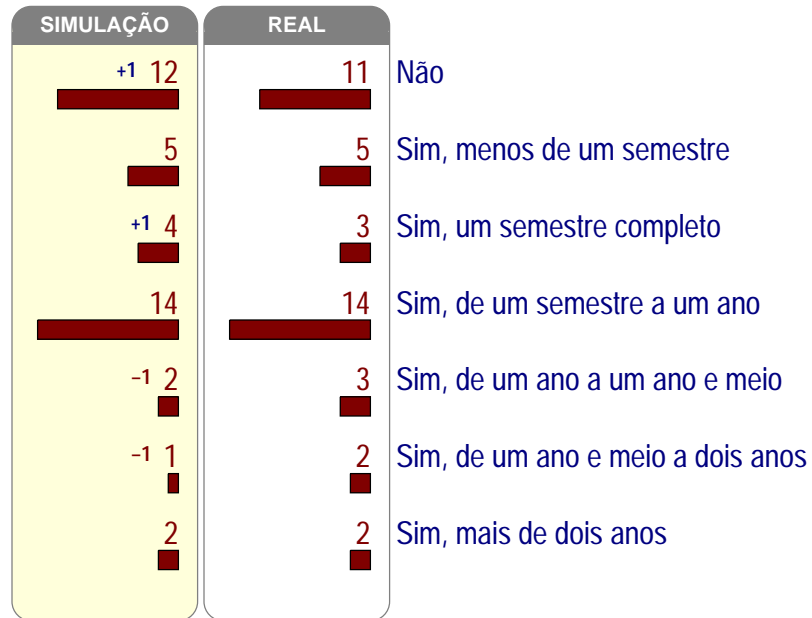 SIMULAÇÃO REAL
+1 12 11 Não
5 5 Sim, menos de um semestre
+1 4 3 Sim, um semestre completo
14 14 Sim, de um semestre a um ano
−1 2 3 Sim, de um ano a um ano e meio
−1 1 2 Sim, de um ano e meio a dois anos
2 2 Sim, mais de dois anos